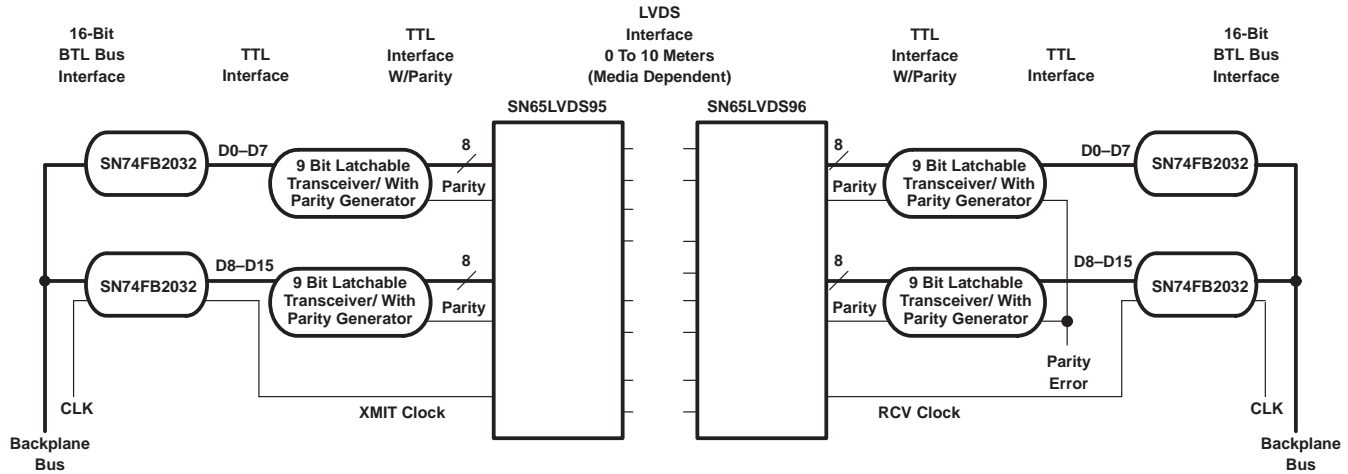 16-Bit
BTL Bus
Interface
TTL
Interface
TTL
Interface
W/Parity
LVDS
Interface
0 To 10 Meters
(Media Dependent)
TTL
Interface
W/Parity
TTL
Interface
16-Bit
BTL Bus
Interface
SN65LVDS95
SN65LVDS96
SN74FB2032
D0–D7
9 Bit Latchable
Transceiver/ With
Parity Generator
8
Parity
8
Parity
9 Bit Latchable
Transceiver/ With
Parity Generator
D0–D7
SN74FB2032
SN74FB2032
D8–D15
9 Bit Latchable
Transceiver/ With
Parity Generator
8
Parity
8
Parity
9 Bit Latchable
Transceiver/ With
Parity Generator
D8–D15
SN74FB2032
Parity
Error
CLK
XMIT Clock
RCV Clock
CLK
Backplane
Bus
Backplane
Bus